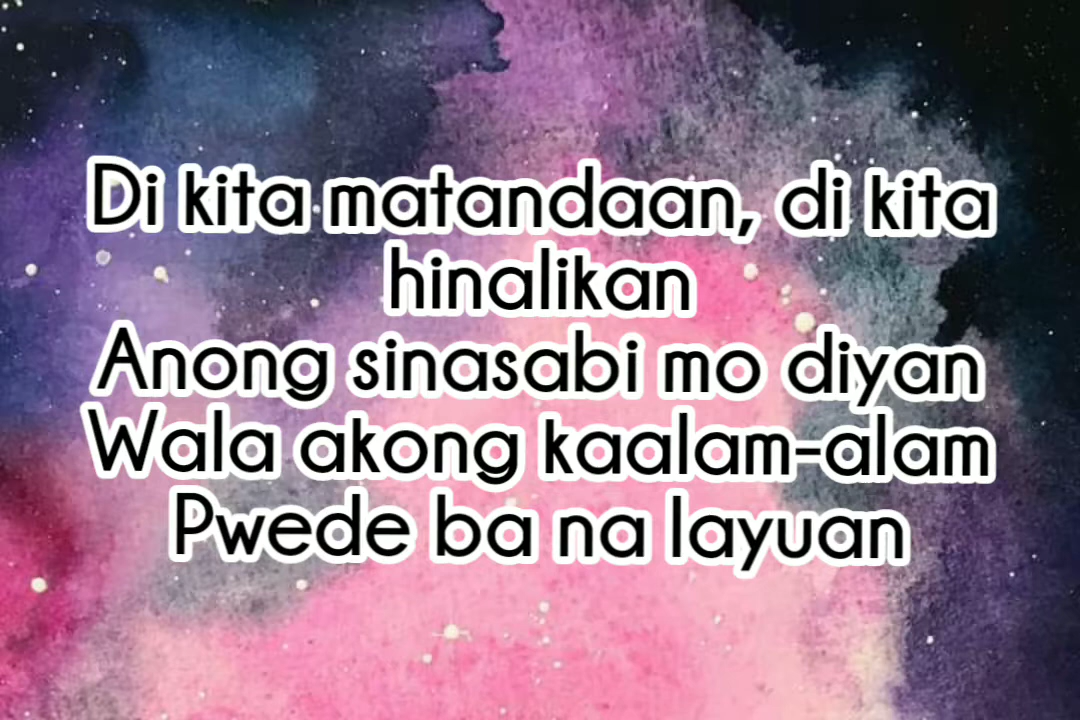 Di kita matandaan, di kita
hinalikan
Anong sinasabi mo diyan
Wala akong kaalam-alam
Pwede ba na layuan